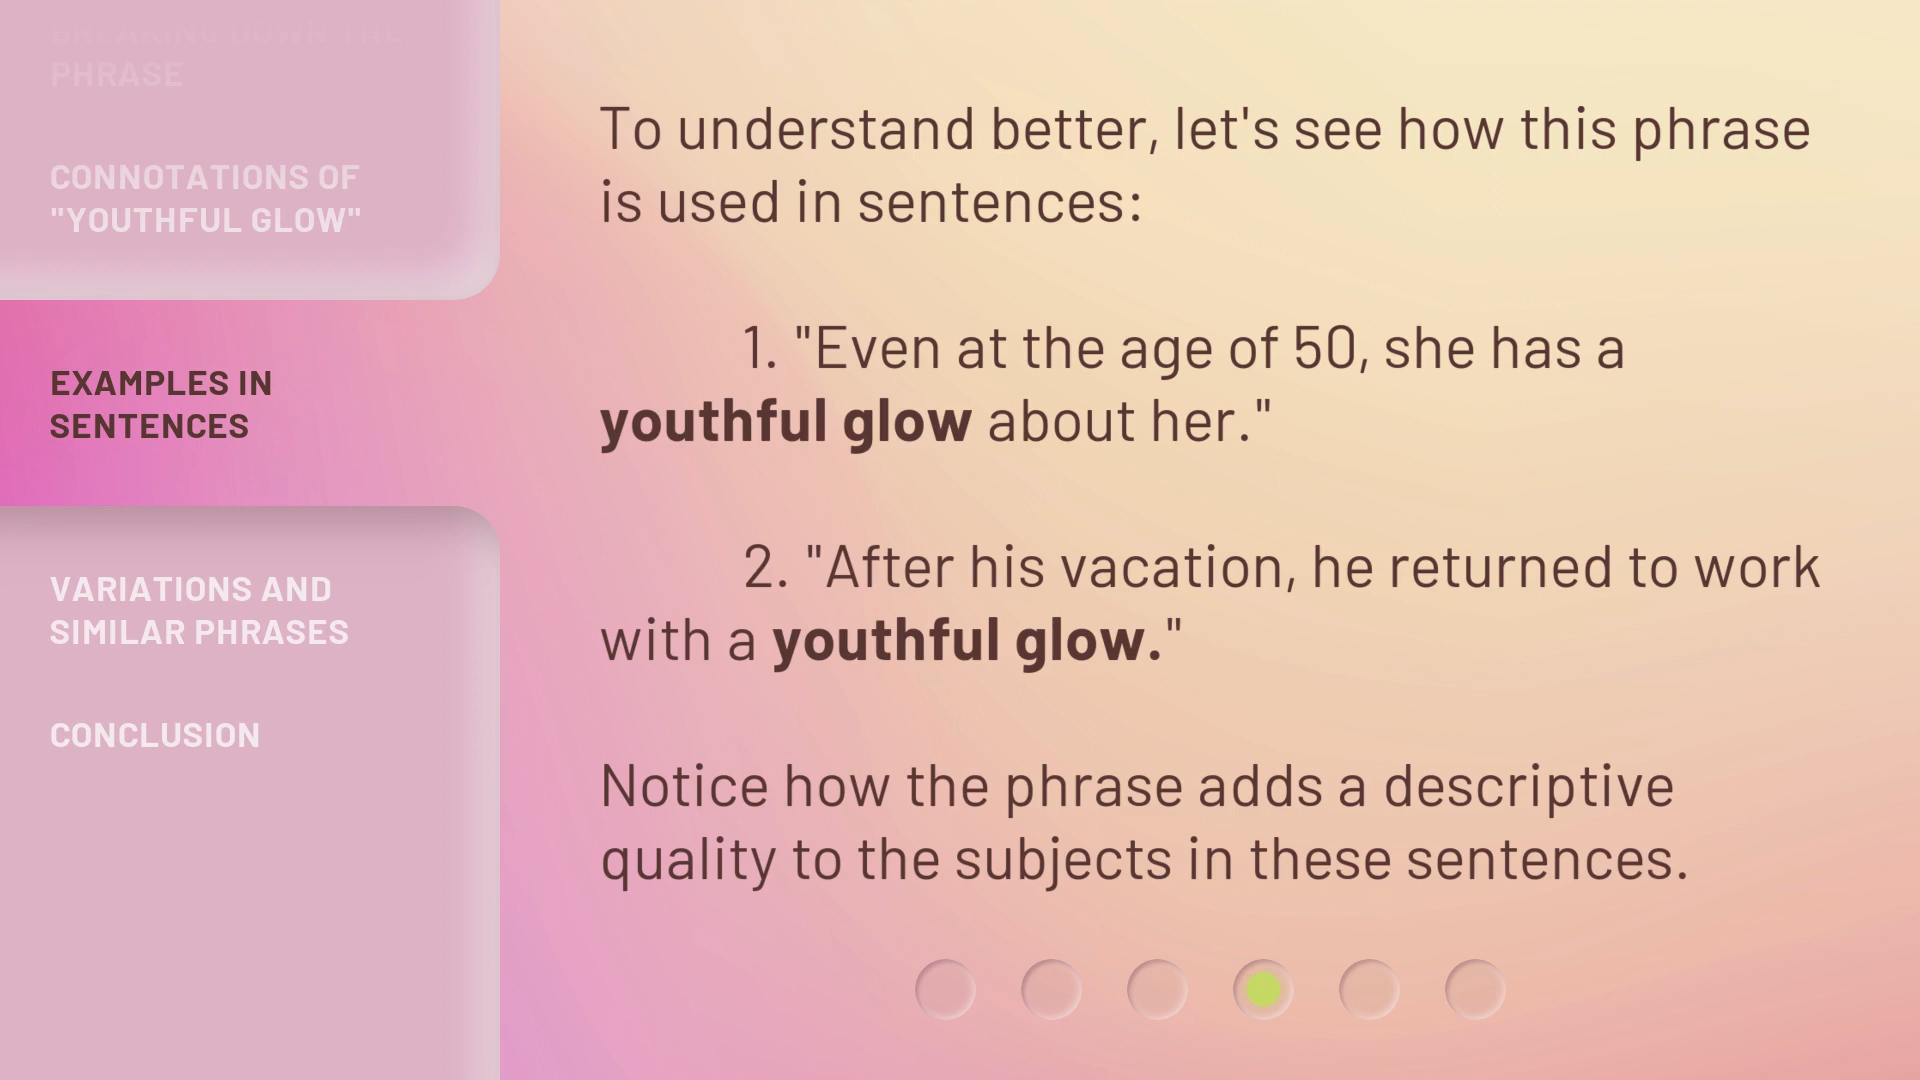 BREAKING DOWN THE
PHRASE
CONNOTATIONS OF
"YOUTHFUL GLOW"
EXAMPLES IN
SENTENCES
VARIATIONS AND
SIMILAR PHRASES
CONCLUSION
To understand better, let's see how this phrase
is used in sentences:
1. "Even at the age of 50, she has a
youthful glow about her."
2. "After his vacation, he returned to work
with a youthful glow."
Notice how the phrase adds a descriptive
quality to the subjects in these sentences.